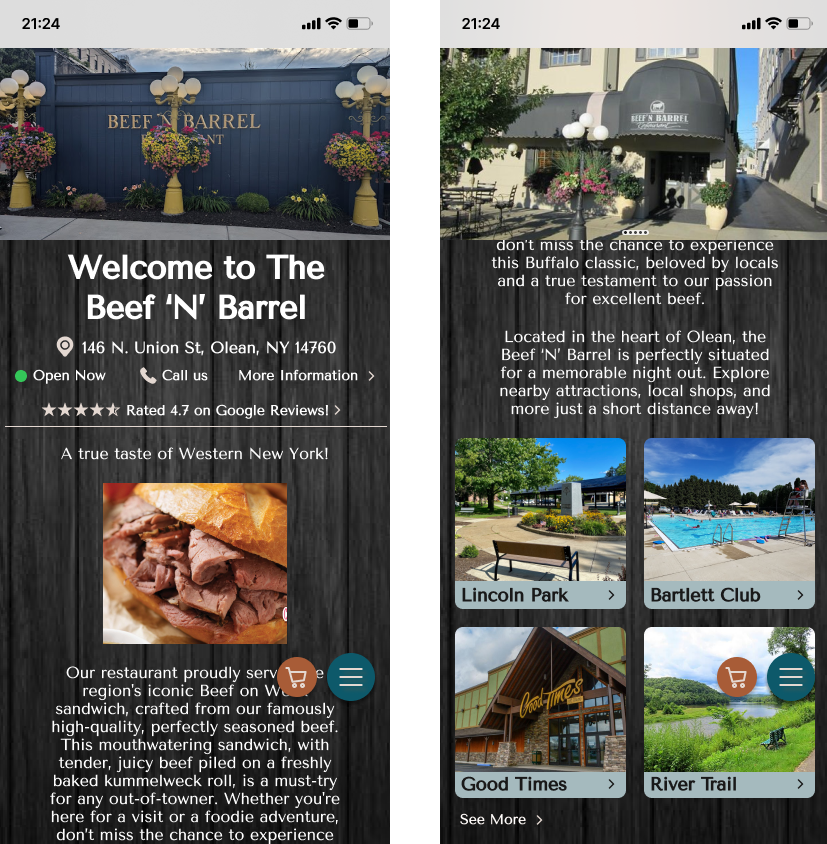 21:24
BEEF 'N BARREL
Welcome to The
Beef ‘N’ Barrel
146 N. Union St, Olean, NY 14760
Open Now
Call us
More Information >
Rated 4.7 on Google Reviews! >
A true taste of Western New York!
Our restaurant proudly
region's iconic Beef on
sandwich, crafted from our famously
high-quality, perfectly seasoned beef.
This mouthwatering sandwich, with
tender, juicy beef piled on a freshly
baked kummelweck roll, is a must-try
for any out-of-towner. Whether you're
here for a visit or a foodie adventure,
don't miss the chance to experience
21:24
BEEF 'N BARREL
Restaurant
don't miss the chance to experience
this Buffalo classic, beloved by locals
and a true testament to our passion
for excellent beef.
Located in the heart of Olean, the
Beef ‘N’ Barrel is perfectly situated
for a memorable night out. Explore
nearby attractions, local shops, and
more just a short distance away!
Lincoln Park >
Bartlett Club >
Good Times
Good Times >
River Trail >
See More >